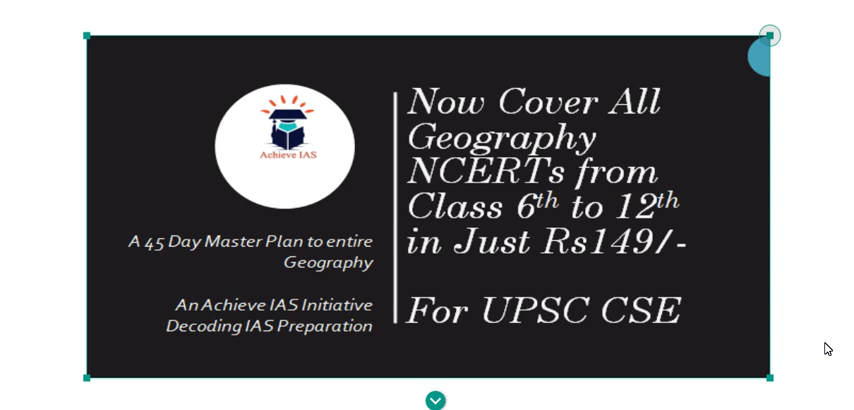 Achieve IAS
A 45 Day Master Plan to entire
Geography
An Achieve IAS Initiative
Decoding IAS Preparation
Now Cover All
Geography
NCERTs from
Class 6th to 12th
in Just Rs149/-
For UPSC CSE